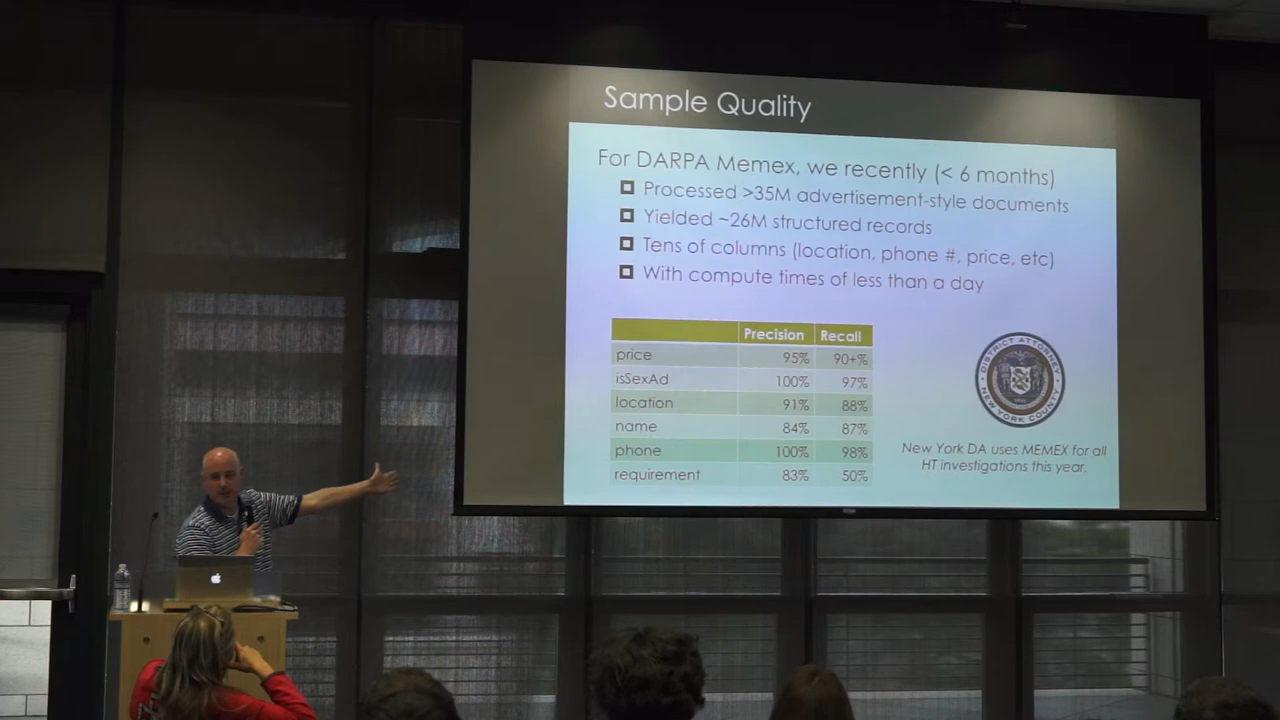 Sample Quality
For DARPA Memex, we recently (< 6 months)
Processed >35M advertisement-style documents
Yielded ~26M structured records
Tens of columns (location, phone #, price, etc)
With compute times of less than a day
Precision Recall
price 95% 90+%
isSexAd 100% 97%
location 91% 88%
name 84% 87%
phone 100% 98%
requirement 83% 50%
DISTRICT ATTORNEY
NEW YORK COUNTY
New York DA uses MEMEX for all
HT investigations this year.